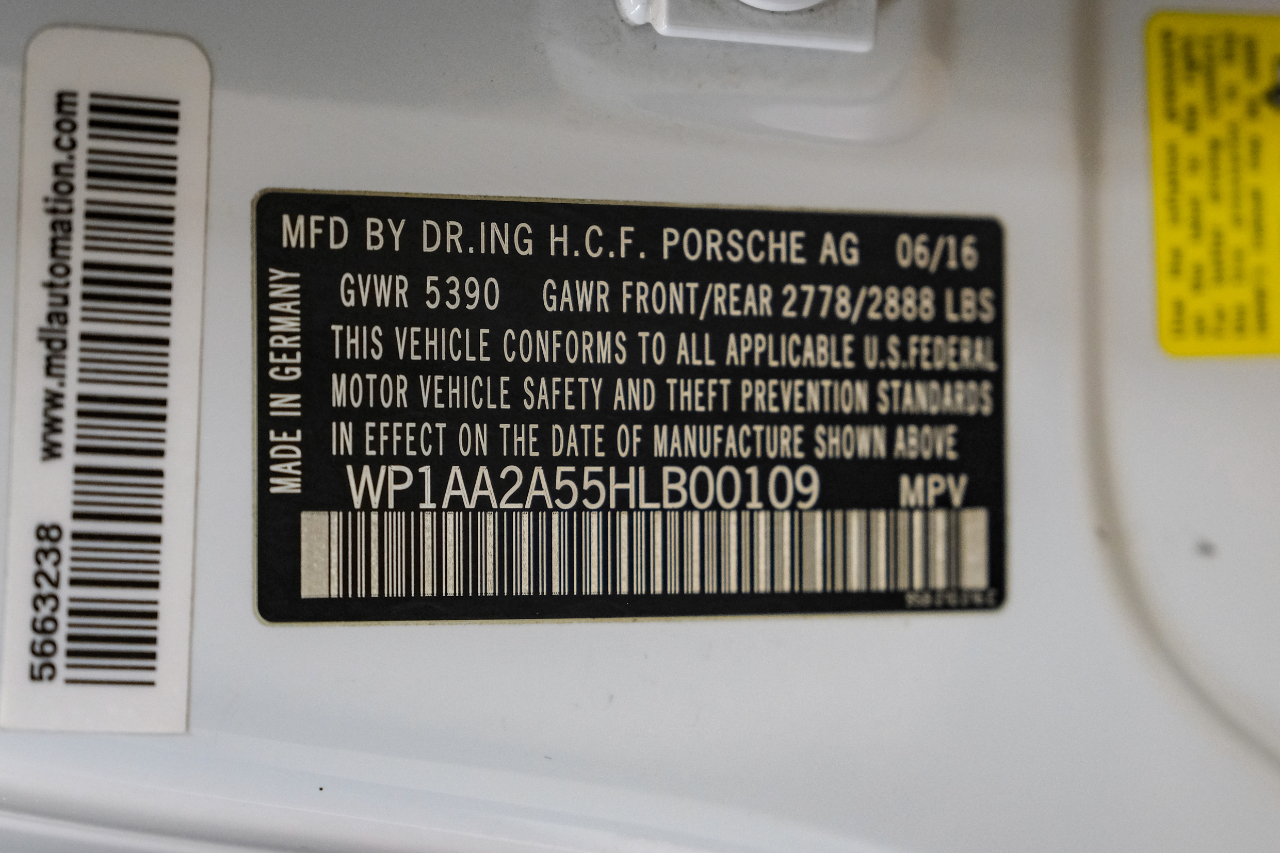 www.mdlautomation.com
5663238
MFD BY DR.ING H.C.F. PORSCHE AG 06/16
GVWR 5390 GAWR FRONT/REAR 2778/2888 LBS
THIS VEHICLE CONFORMS TO ALL APPLICABLE U.S.FEDERAL
MOTOR VEHICLE SAFETY AND THEFT PREVENTION STANDARDS
IN EFFECT ON THE DATE OF MANUFACTURE SHOWN ABOVE
WP1AA2A55HLB00109 MPV
MADE IN GERMANY